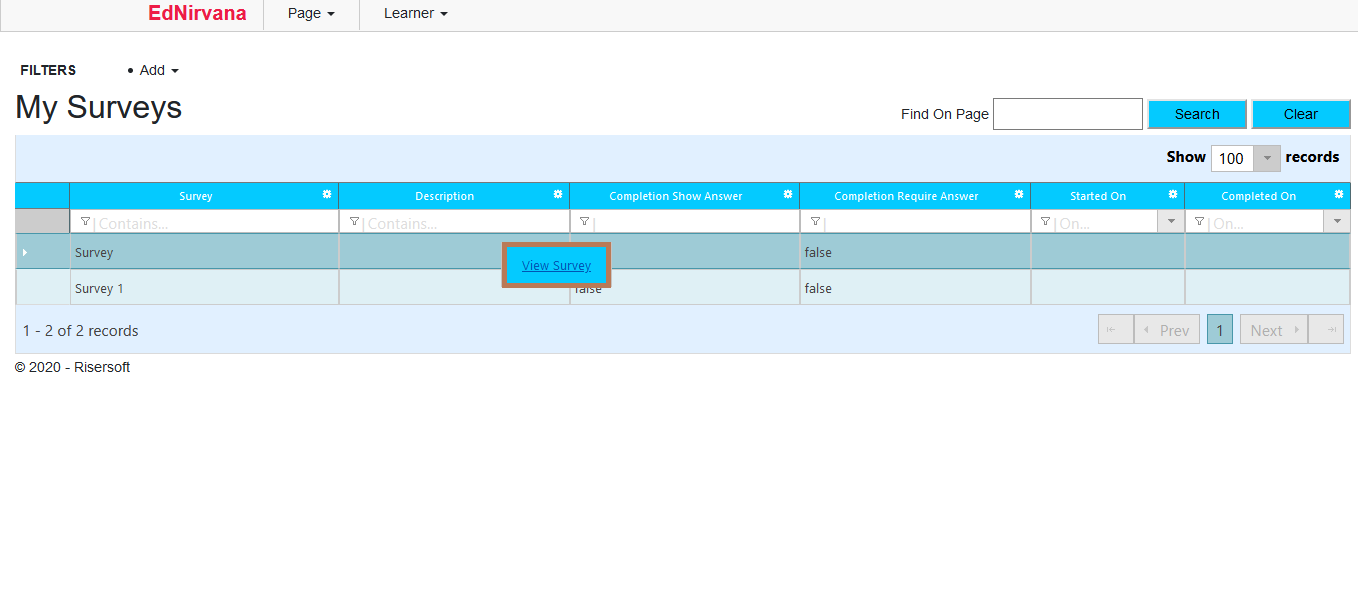 EdNirvana Page Learner
FILTERS • Add
My Surveys
Find On Page Search Clear
Show 100 records
Survey Description Completion Show Answer Completion Require Answer Started On Completed On
Contains... Contains... On... On...
Survey false
View Survey
Survey 1 false false
1 - 2 of 2 records Prev 1 Next
© 2020 - Risersoft